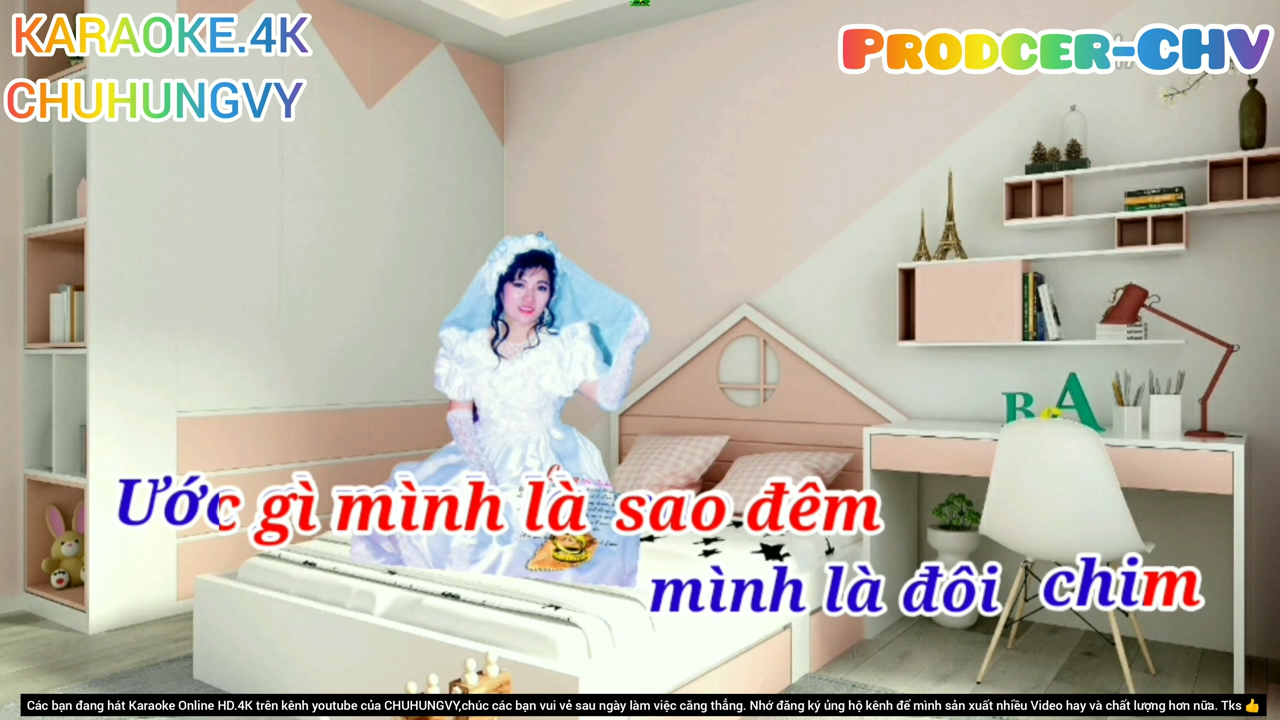 KARAOKE.4K
CHUHUNGVY
PRODCER-CHV
Ước gì mình là sao đêm
mình là đôi chim
R A
Các bạn đang hát Karaoke Online HD.4K trên kênh youtube của CHUHUNGVY,chúc các bạn vui vẻ sau ngày làm việc căng thẳng. Nhớ đăng ký ủng hộ kênh để mình sản xuất nhiều Video hay và chất lượng hơn nữa. Tks 👍